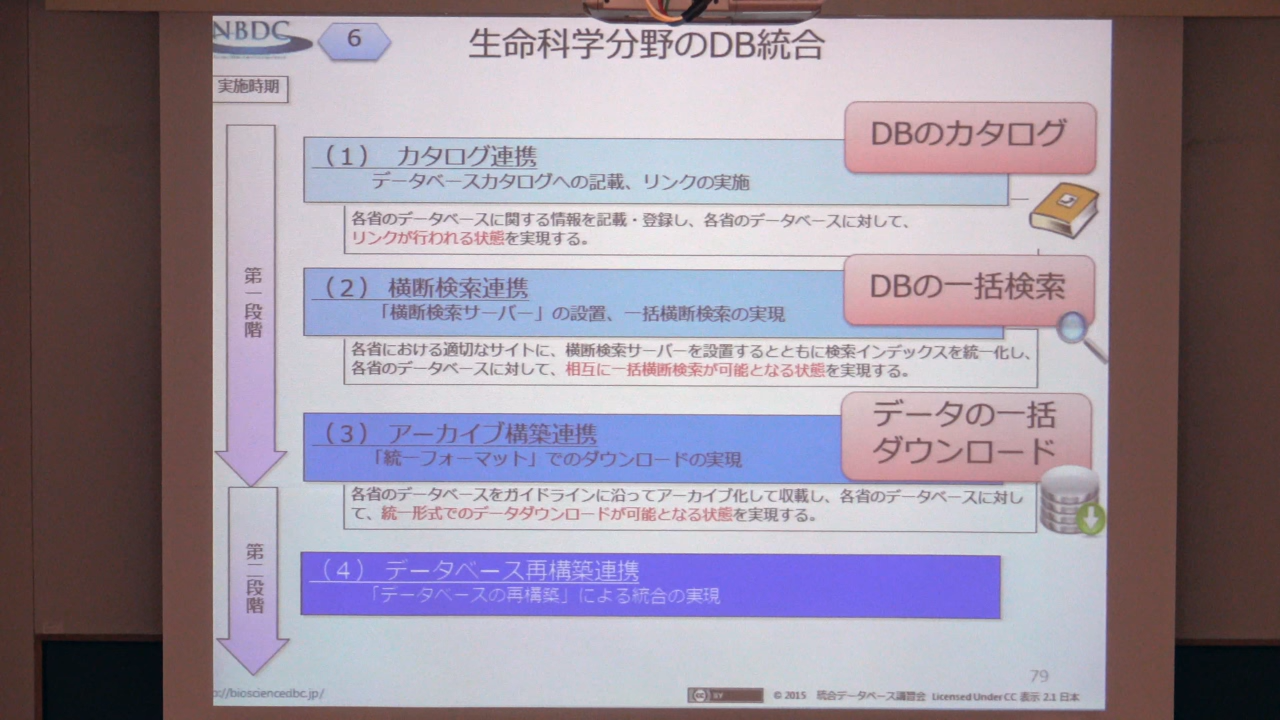 NBDC
6
生命科学分野のDB統合
実施時期
DBのカタログ
（1） カタログ連携
データベースカタログへの記載、リンクの実施
各省のデータベースに関する情報を記載・登録し、各省のデータベースに対して、
リンクが行われる状態を実現する。
第一段階
DBの一括検索
（2） 横断検索連携
「横断検索サーバー」の設置、一括横断検索の実現
各省における適切なサイトに、横断検索サーバーを設置するとともに検索インデックスを統一化し、
各省のデータベースに対して、相互に一括横断検索が可能となる状態を実現する。
データの一括
ダウンロード
（3） アーカイブ構築連携
「統一フォーマット」でのダウンロードの実現
各省のデータベースをガイドラインに沿ってアーカイブ化して収載し、各省のデータベースに対し
て、統一形式でのデータダウンロードが可能となる状態を実現する。
第二段階
（4） データベース再構築連携
「データベースの再構築」による統合の実現
79
://biosciencedbc.jp/
cc BY
© 2015 統合データベース講習会 Licensed Under CC 表示 2.1 日本